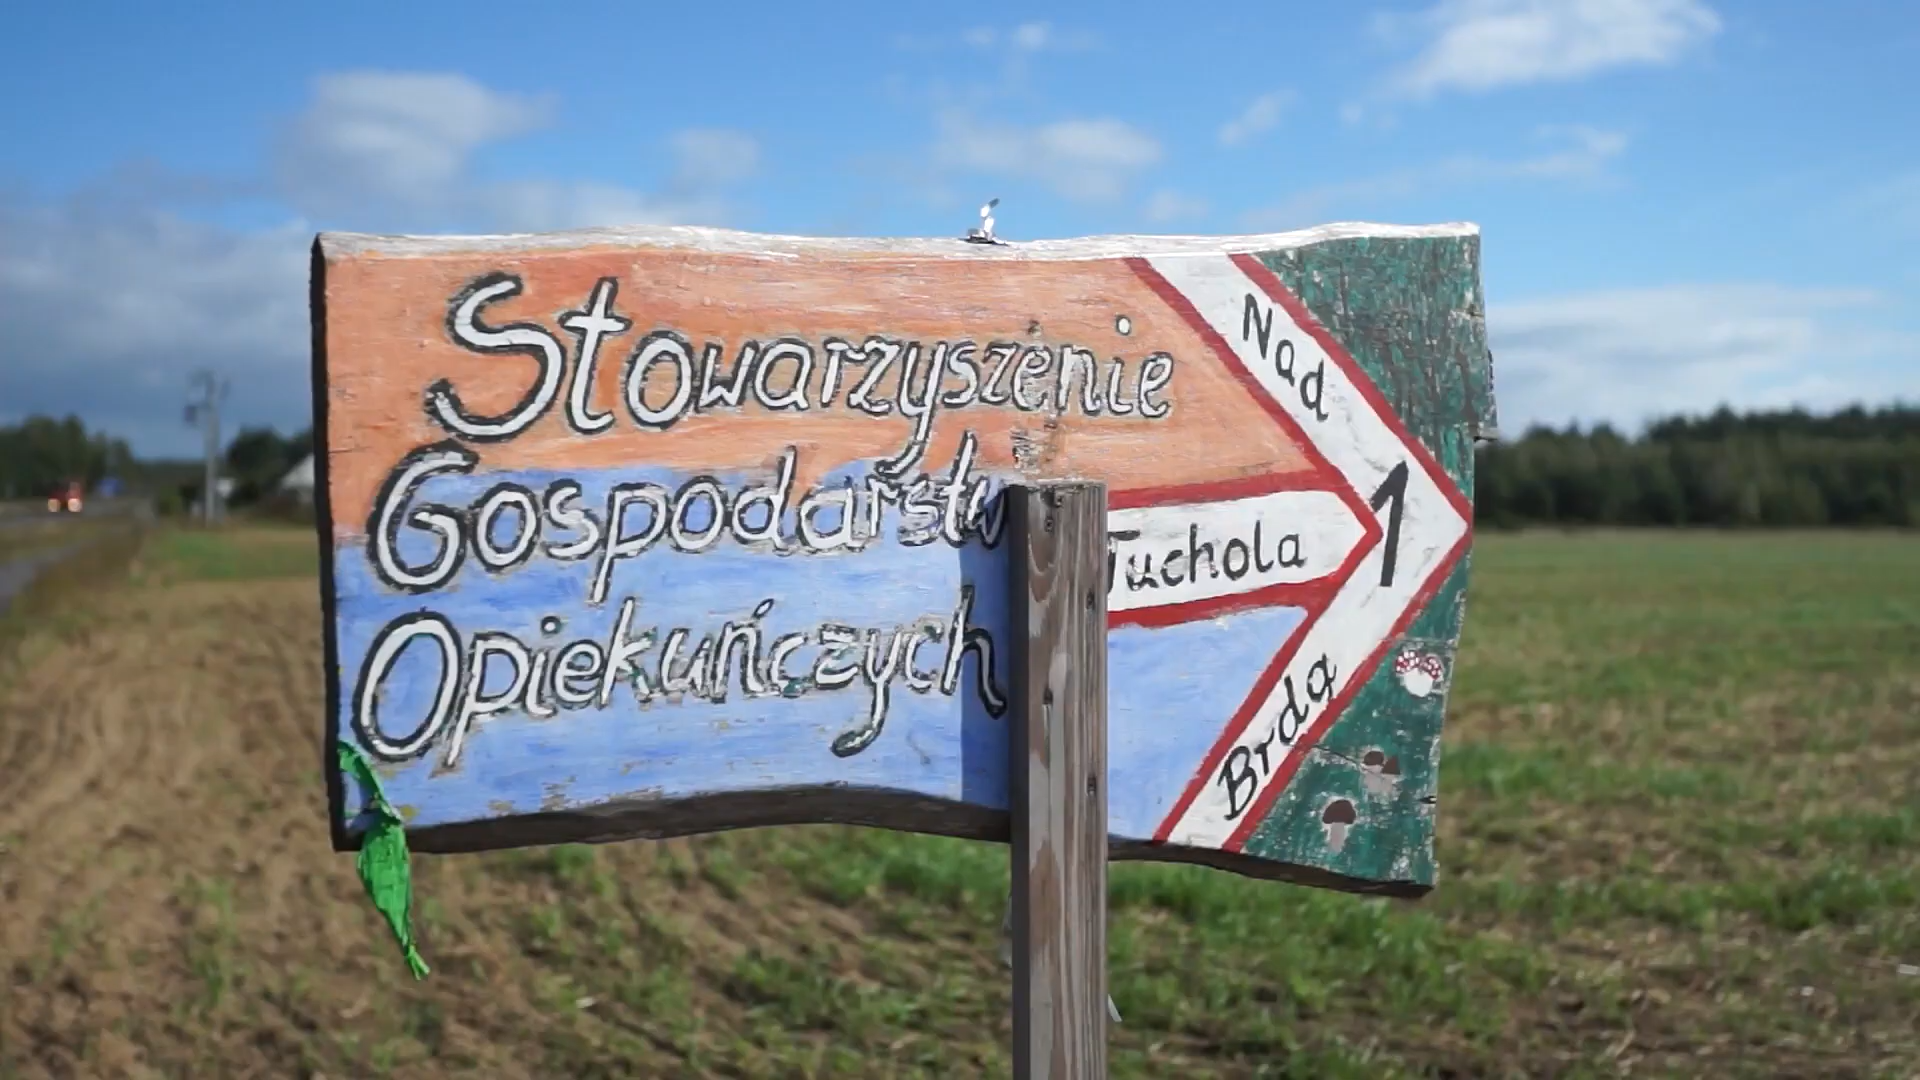 Stowarzyszenie
Gospodarstw
Opiekuńczych
Nad
Tuchola
1
Brdą